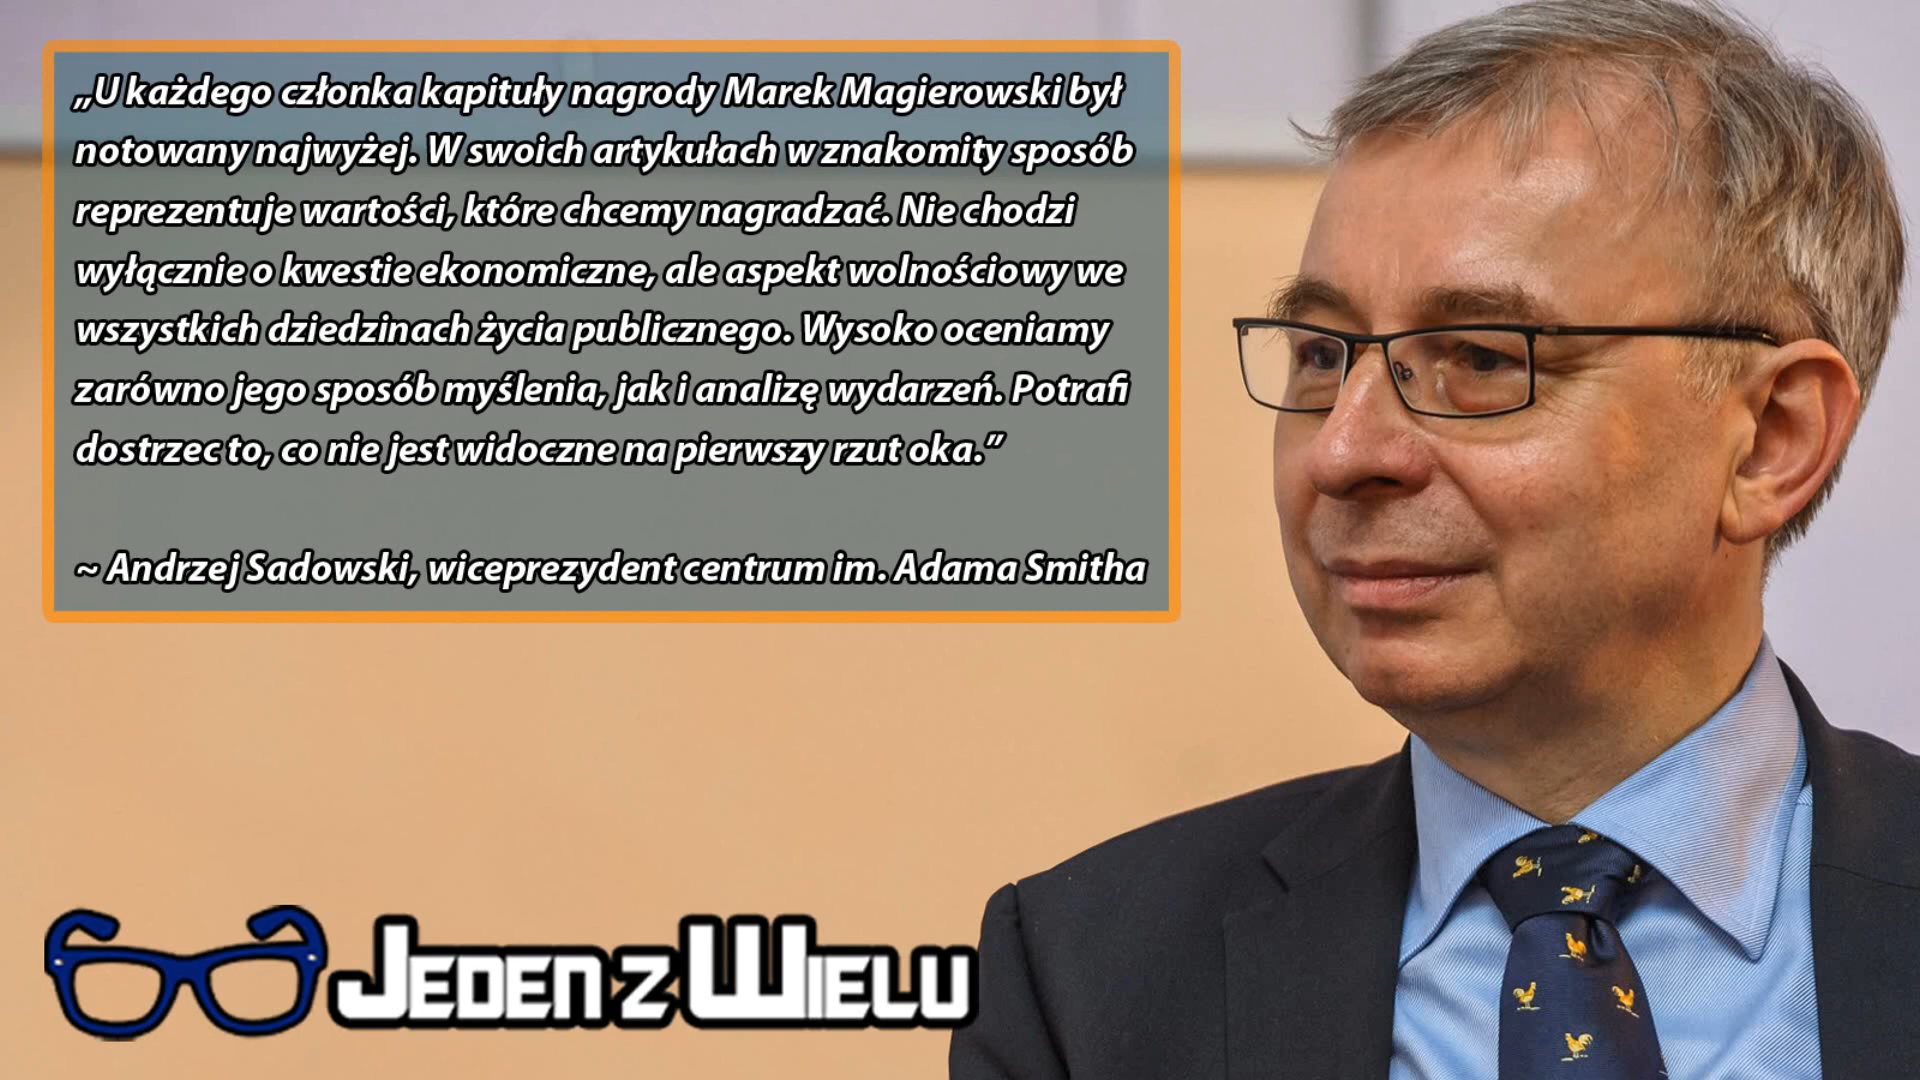 „U każdego członka kapituły nagrody Marek Magierowski był
notowany najwyżej. W swoich artykułach w znakomity sposób
reprezentuje wartości, które chcemy nagradzać. Nie chodzi
wyłącznie o kwestie ekonomiczne, ale aspekt wolnościowy we
wszystkich dziedzinach życia publicznego. Wysoko oceniamy
zarówno jego sposób myślenia, jak i analizę wydarzeń. Potrafi
dostrzec to, co nie jest widoczne na pierwszy rzut oka.”
~ Andrzej Sadowski, wiceprezydent centrum im. Adama Smitha
JEDEN Z WIELU